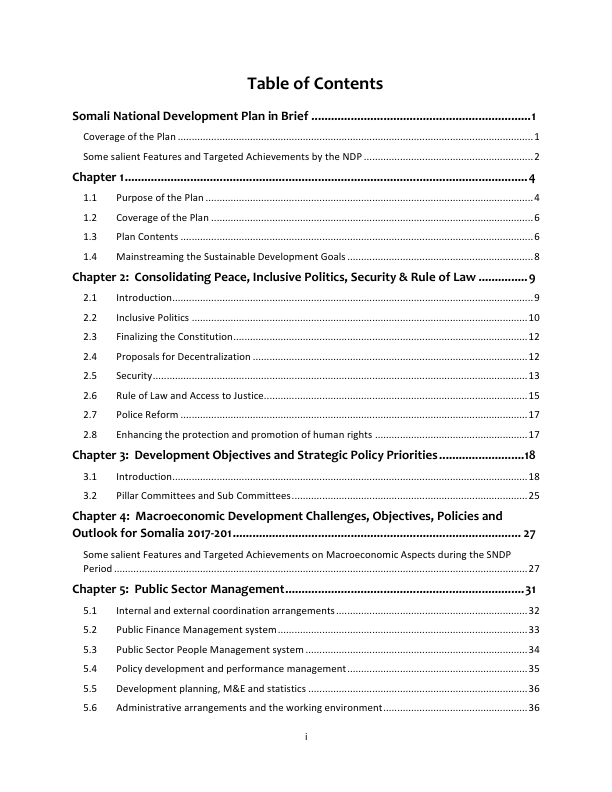 Table of Contents
Somali National Development Plan in Brief ....................................................................1
Coverage of the Plan ..........................................................................................................................1
Some salient Features and Targeted Achievements by the NDP .........................................................2
Chapter 1..............................................................................................................................4
1.1 Purpose of the Plan ................................................................................................................4
1.2 Coverage of the Plan ..............................................................................................................6
1.3 Plan Contents ........................................................................................................................6
1.4 Mainstreaming the Sustainable Development Goals ..............................................................8
Chapter 2: Consolidating Peace, Inclusive Politics, Security & Rule of Law ...............9
2.1 Introduction...........................................................................................................................9
2.2 Inclusive Politics ...................................................................................................................10
2.3 Finalizing the Constitution....................................................................................................12
2.4 Proposals for Decentralization ..............................................................................................12
2.5 Security.................................................................................................................................13
2.6 Rule of Law and Access to Justice..........................................................................................15
2.7 Police Reform .......................................................................................................................17
2.8 Enhancing the protection and promotion of human rights ....................................................17
Chapter 3: Development Objectives and Strategic Policy Priorities..........................18
3.1 Introduction..........................................................................................................................18
3.2 Pillar Committees and Sub Committees.................................................................................25
Chapter 4: Macroeconomic Development Challenges, Objectives, Policies and
Outlook for Somalia 2017-201......................................................................................... 27
Some salient Features and Targeted Achievements on Macroeconomic Aspects during the SNDP
Period ..............................................................................................................................................27
Chapter 5: Public Sector Management..........................................................................31
5.1 Internal and external coordination arrangements .................................................................32
5.2 Public Finance Management system......................................................................................33
5.3 Public Sector People Management system ............................................................................34
5.4 Policy development and performance management..............................................................35
5.5 Development planning, M&E and statistics ...........................................................................36
5.6 Administrative arrangements and the working environment..................................................36
i